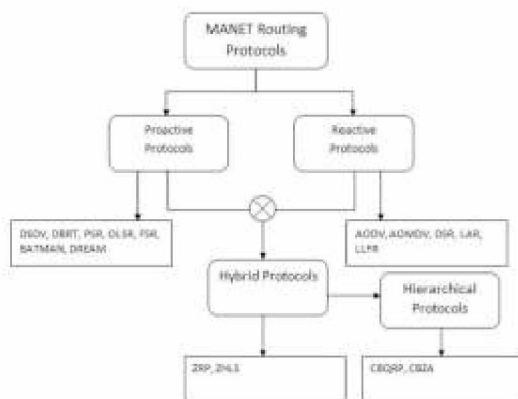 MANET Routing
Protocols
Proactive
Protocols
Reactive
Protocols
DSDV, DBRT, PSR, OLSR, FSR,
BATMAN, DREAM
AODV, AOMDV, DSR, LAR,
Hybrid Protocols
Hierarchical
Protocols
ZRP, ZHLS
CBQRP, CBZA